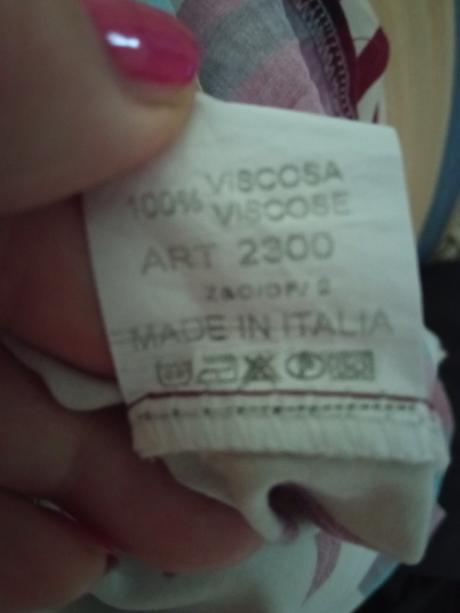 100% VISCOSA
VISCOSE
ART 2300
MADE IN ITALIA